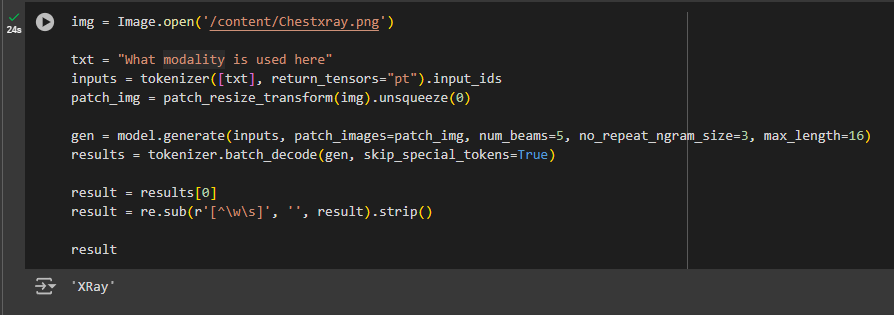 24s
img = Image.open('/content/Chestxray.png')
txt = "What modality is used here"
inputs = tokenizer([txt], return_tensors="pt").input_ids
patch_img = patch_resize_transform(img).unsqueeze(0)
gen = model.generate(inputs, patch_images=patch_img, num_beams=5, no_repeat_ngram_size=3, max_length=16)
results = tokenizer.batch_decode(gen, skip_special_tokens=True)
result = results[0]
result = re.sub(r'[^\w\s]', '', result).strip()
result
'XRay'